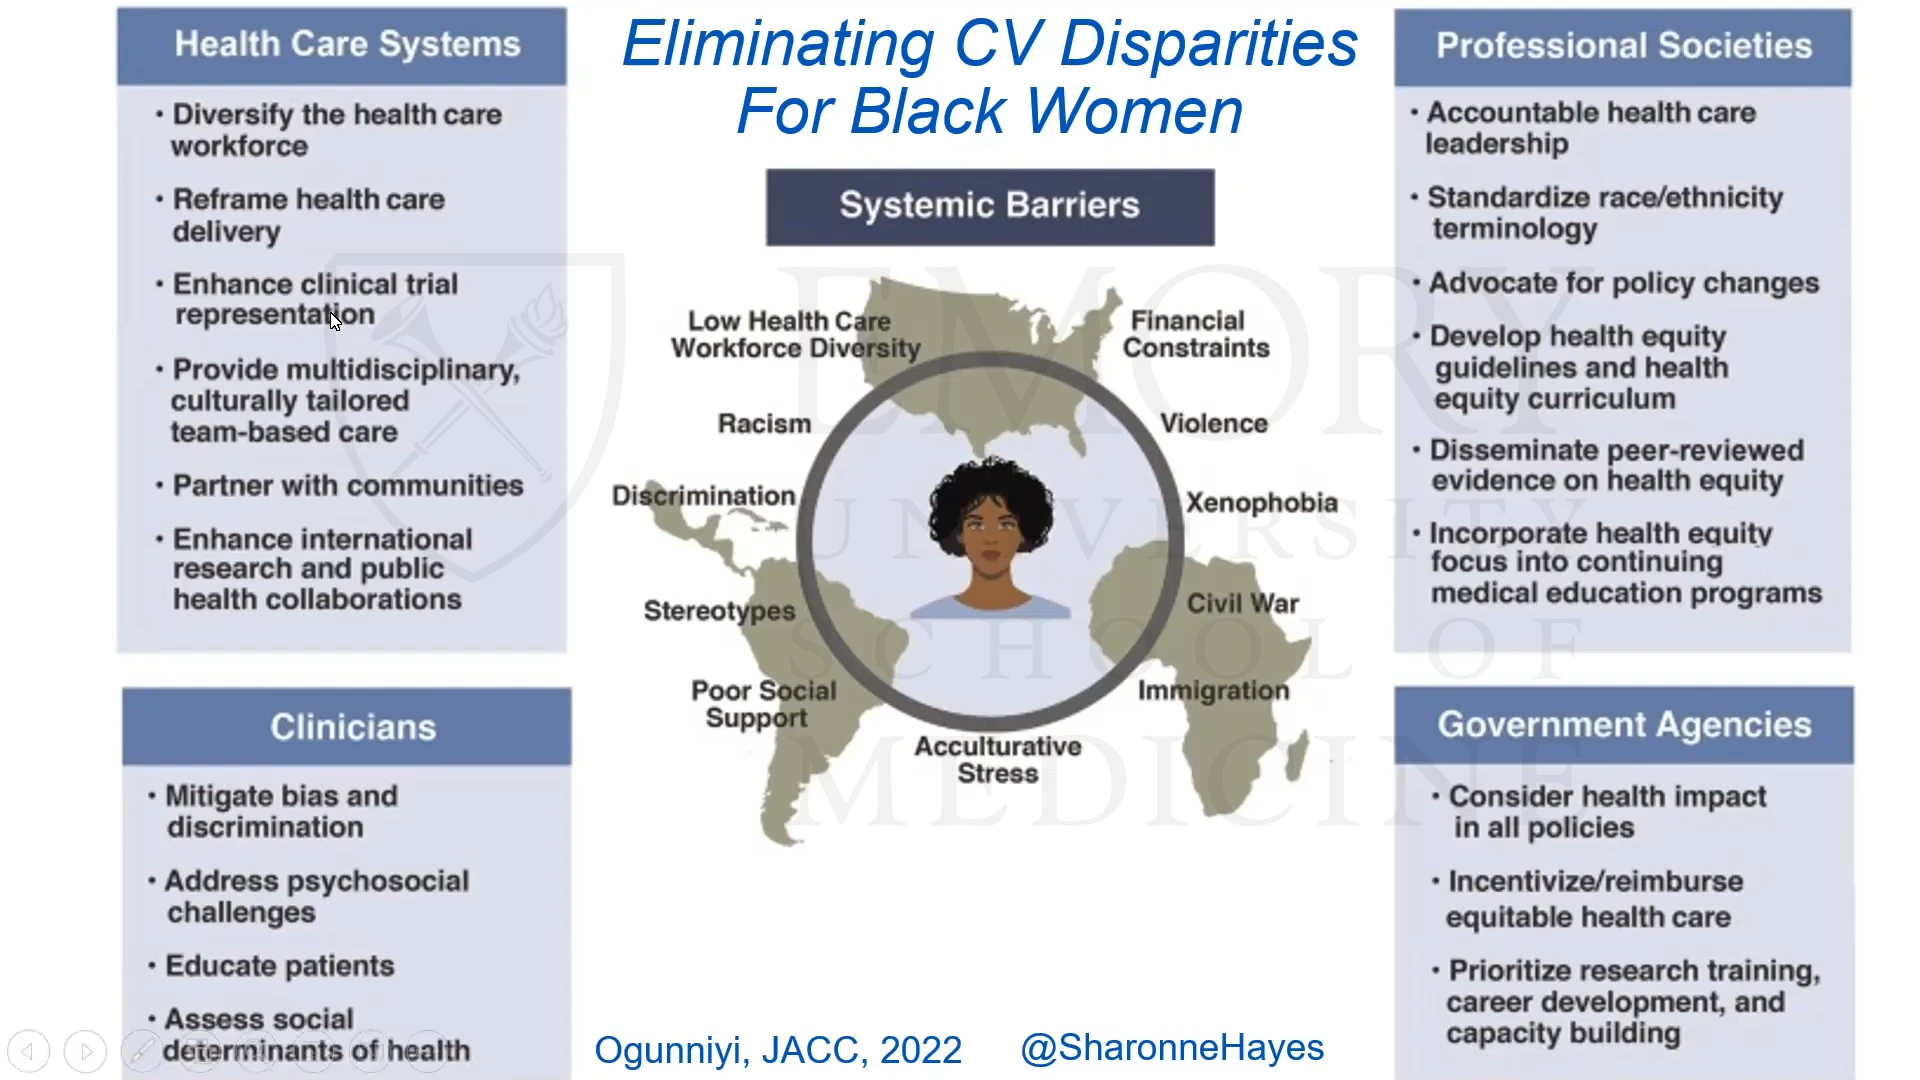 Eliminating CV Disparities
For Black Women
Health Care Systems
• Diversify the health care
workforce
• Reframe health care
delivery
• Enhance clinical trial
representation
• Provide multidisciplinary,
culturally tailored
team-based care
• Partner with communities
• Enhance international
research and public
health collaborations
Clinicians
• Mitigate bias and
discrimination
• Address psychosocial
challenges
• Educate patients
• Assess social
determinants of health
Systemic Barriers
Low Health Care
Workforce Diversity
Racism
Discrimination
Stereotypes
Poor Social
Support
Acculturative
Stress
Financial
Constraints
Violence
Xenophobia
Civil War
Immigration
Professional Societies
• Accountable health care
leadership
• Standardize race/ethnicity
terminology
• Advocate for policy changes
• Develop health equity
guidelines and health
equity curriculum
• Disseminate peer-reviewed
evidence on health equity
• Incorporate health equity
focus into continuing
medical education programs
Government Agencies
• Consider health impact
in all policies
• Incentivize/reimburse
equitable health care
• Prioritize research training,
career development, and
capacity building
Ogunniyi, JACC, 2022
@SharonneHayes
EMORY
UNIVERSITY
SCHOOL OF
MEDICINE